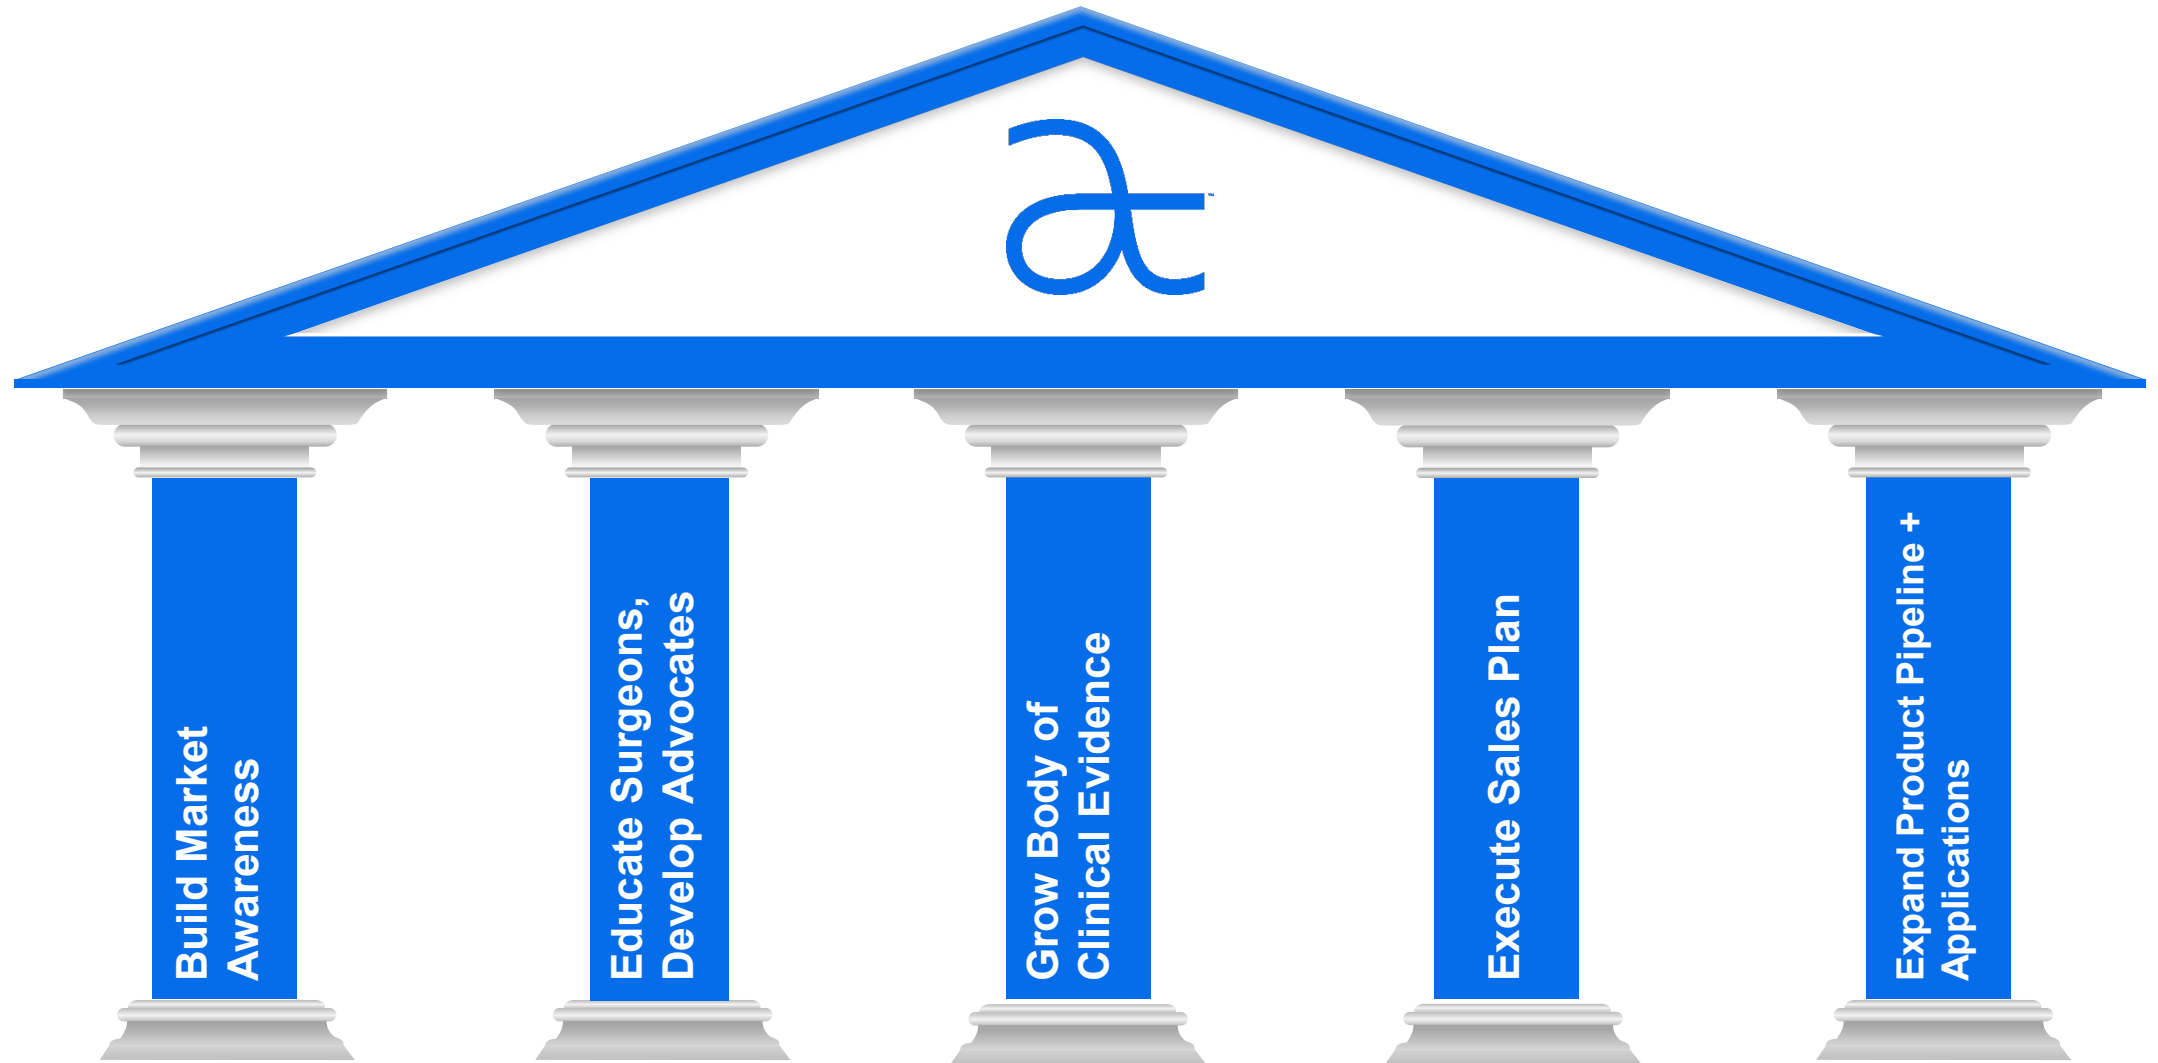 Build Market
Awareness
Educate Surgeons,
Develop Advocates
Grow Body of
Clinical Evidence
Execute Sales Plan
Expand Product Pipeline +
Applications